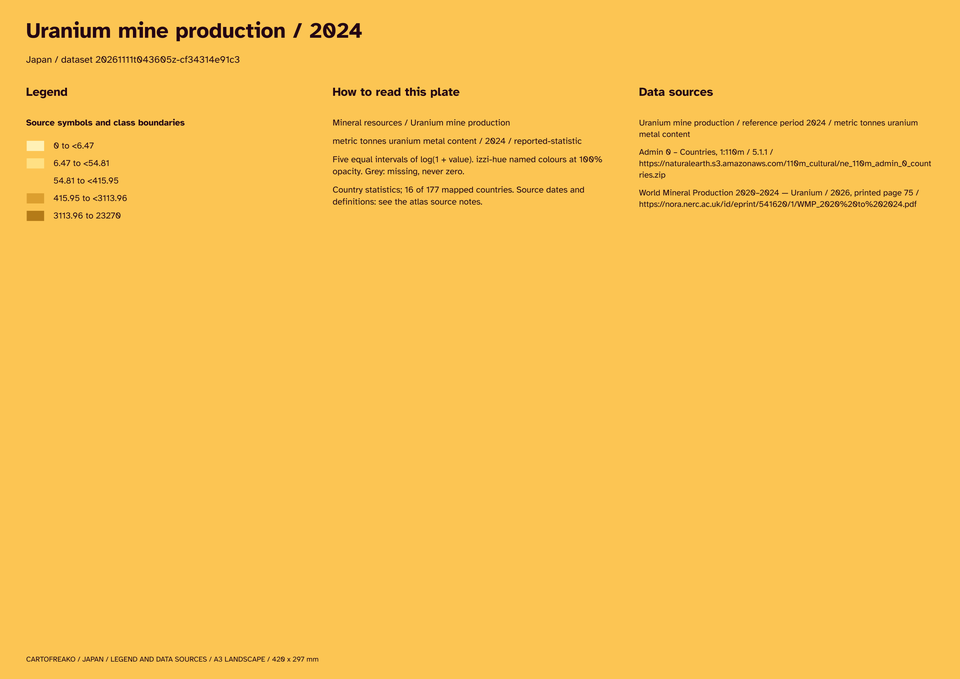 Uranium mine production / 2024
Japan / dataset 20261111t043605z-cf34314e91c3
Legend
Source symbols and class boundaries
0 to <6.47
6.47 to <54.81
54.81 to <415.95
415.95 to <3113.96
3113.96 to 23270
How to read this plate
Mineral resources / Uranium mine production
metric tonnes uranium metal content / 2024 / reported-statistic
Five equal intervals of log(1 + value). izzi-hue named colours at 100%
opacity. Grey: missing, never zero.
Country statistics; 16 of 177 mapped countries. Source dates and
definitions: see the atlas source notes.
Data sources
Uranium mine production / reference period 2024 / metric tonnes uranium
metal content
Admin 0 – Countries, 1:110m / 5.1.1 /
https://naturalearth.s3.amazonaws.com/110m_cultural/ne_110m_admin_0_count
ries.zip
World Mineral Production 2020–2024 — Uranium / 2026, printed page 75 /
https://nora.nerc.ac.uk/id/eprint/541620/1/WMP_2020%20to%202024.pdf
CARTOFREAKO / JAPAN / LEGEND AND DATA SOURCES / A3 LANDSCAPE / 420 x 297 mm